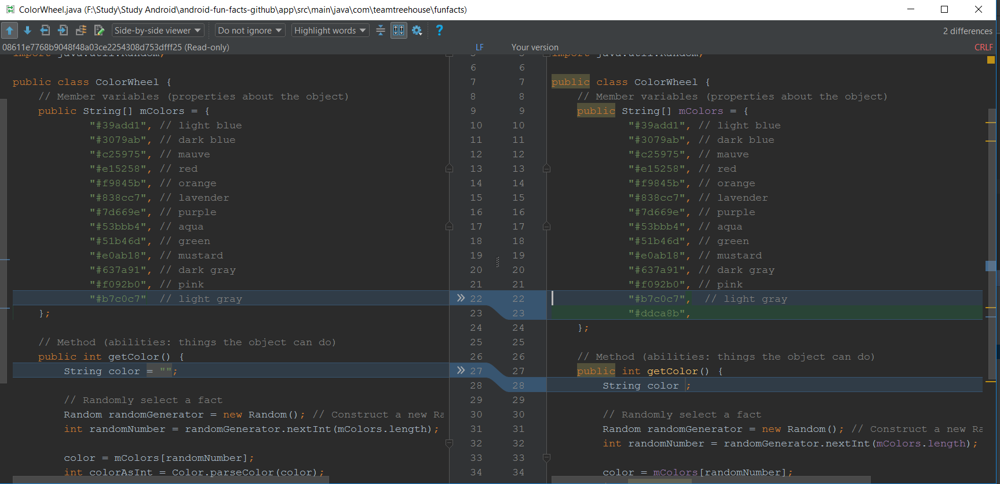 ColorWheel.java (F:\Study\Study Android\android-fun-facts-github\app\src\main\java\com\teamtreehouse\funfacts)
Side-by-side viewer Do not ignore Highlight words ? 2 differences
08611e7768b9048f48a03ce2254308d753dfff25 (Read-only) LF Your version CRLF
import java.util.Random; 5 5 import java.util.Random;
6 6
public class ColorWheel { 7 7 public class ColorWheel {
// Member variables (properties about the object) 8 8 // Member variables (properties about the object)
public String[] mColors = { 9 9 public String[] mColors = {
"#39add1", // light blue 10 10 "#39add1", // light blue
"#3079ab", // dark blue 11 11 "#3079ab", // dark blue
"#c25975", // mauve 12 12 "#c25975", // mauve
"#e15258", // red 13 13 "#e15258", // red
"#f9845b", // orange 14 14 "#f9845b", // orange
"#838cc7", // lavender 15 15 "#838cc7", // lavender
"#7d669e", // purple 16 16 "#7d669e", // purple
"#53bbb4", // aqua 17 17 "#53bbb4", // aqua
"#51b46d", // green 18 18 "#51b46d", // green
"#e0ab18", // mustard 19 19 "#e0ab18", // mustard
"#637a91", // dark gray 20 20 "#637a91", // dark gray
"#f092b0", // pink 21 21 "#f092b0", // pink
"#b7c0c7" // light gray 22 22 "#b7c0c7", // light gray
}; 23 23 "#ddca8b",
24 24 };
// Method (abilities: things the object can do) 25 25
public int getColor() { 26 26 // Method (abilities: things the object can do)
String color = ""; 27 27 public int getColor() {
28 28 String color ;
// Randomly select a fact 29 29
Random randomGenerator = new Random(); // Construct a new Ra 30 30 // Randomly select a fact
int randomNumber = randomGenerator.nextInt(mColors.length); 31 31 Random randomGenerator = new Random(); // Construct a new Ra
32 32 int randomNumber = randomGenerator.nextInt(mColors.length);
color = mColors[randomNumber]; 33 33
int colorAsInt = Color.parseColor(color); 34 34 color = mColors[randomNumber];